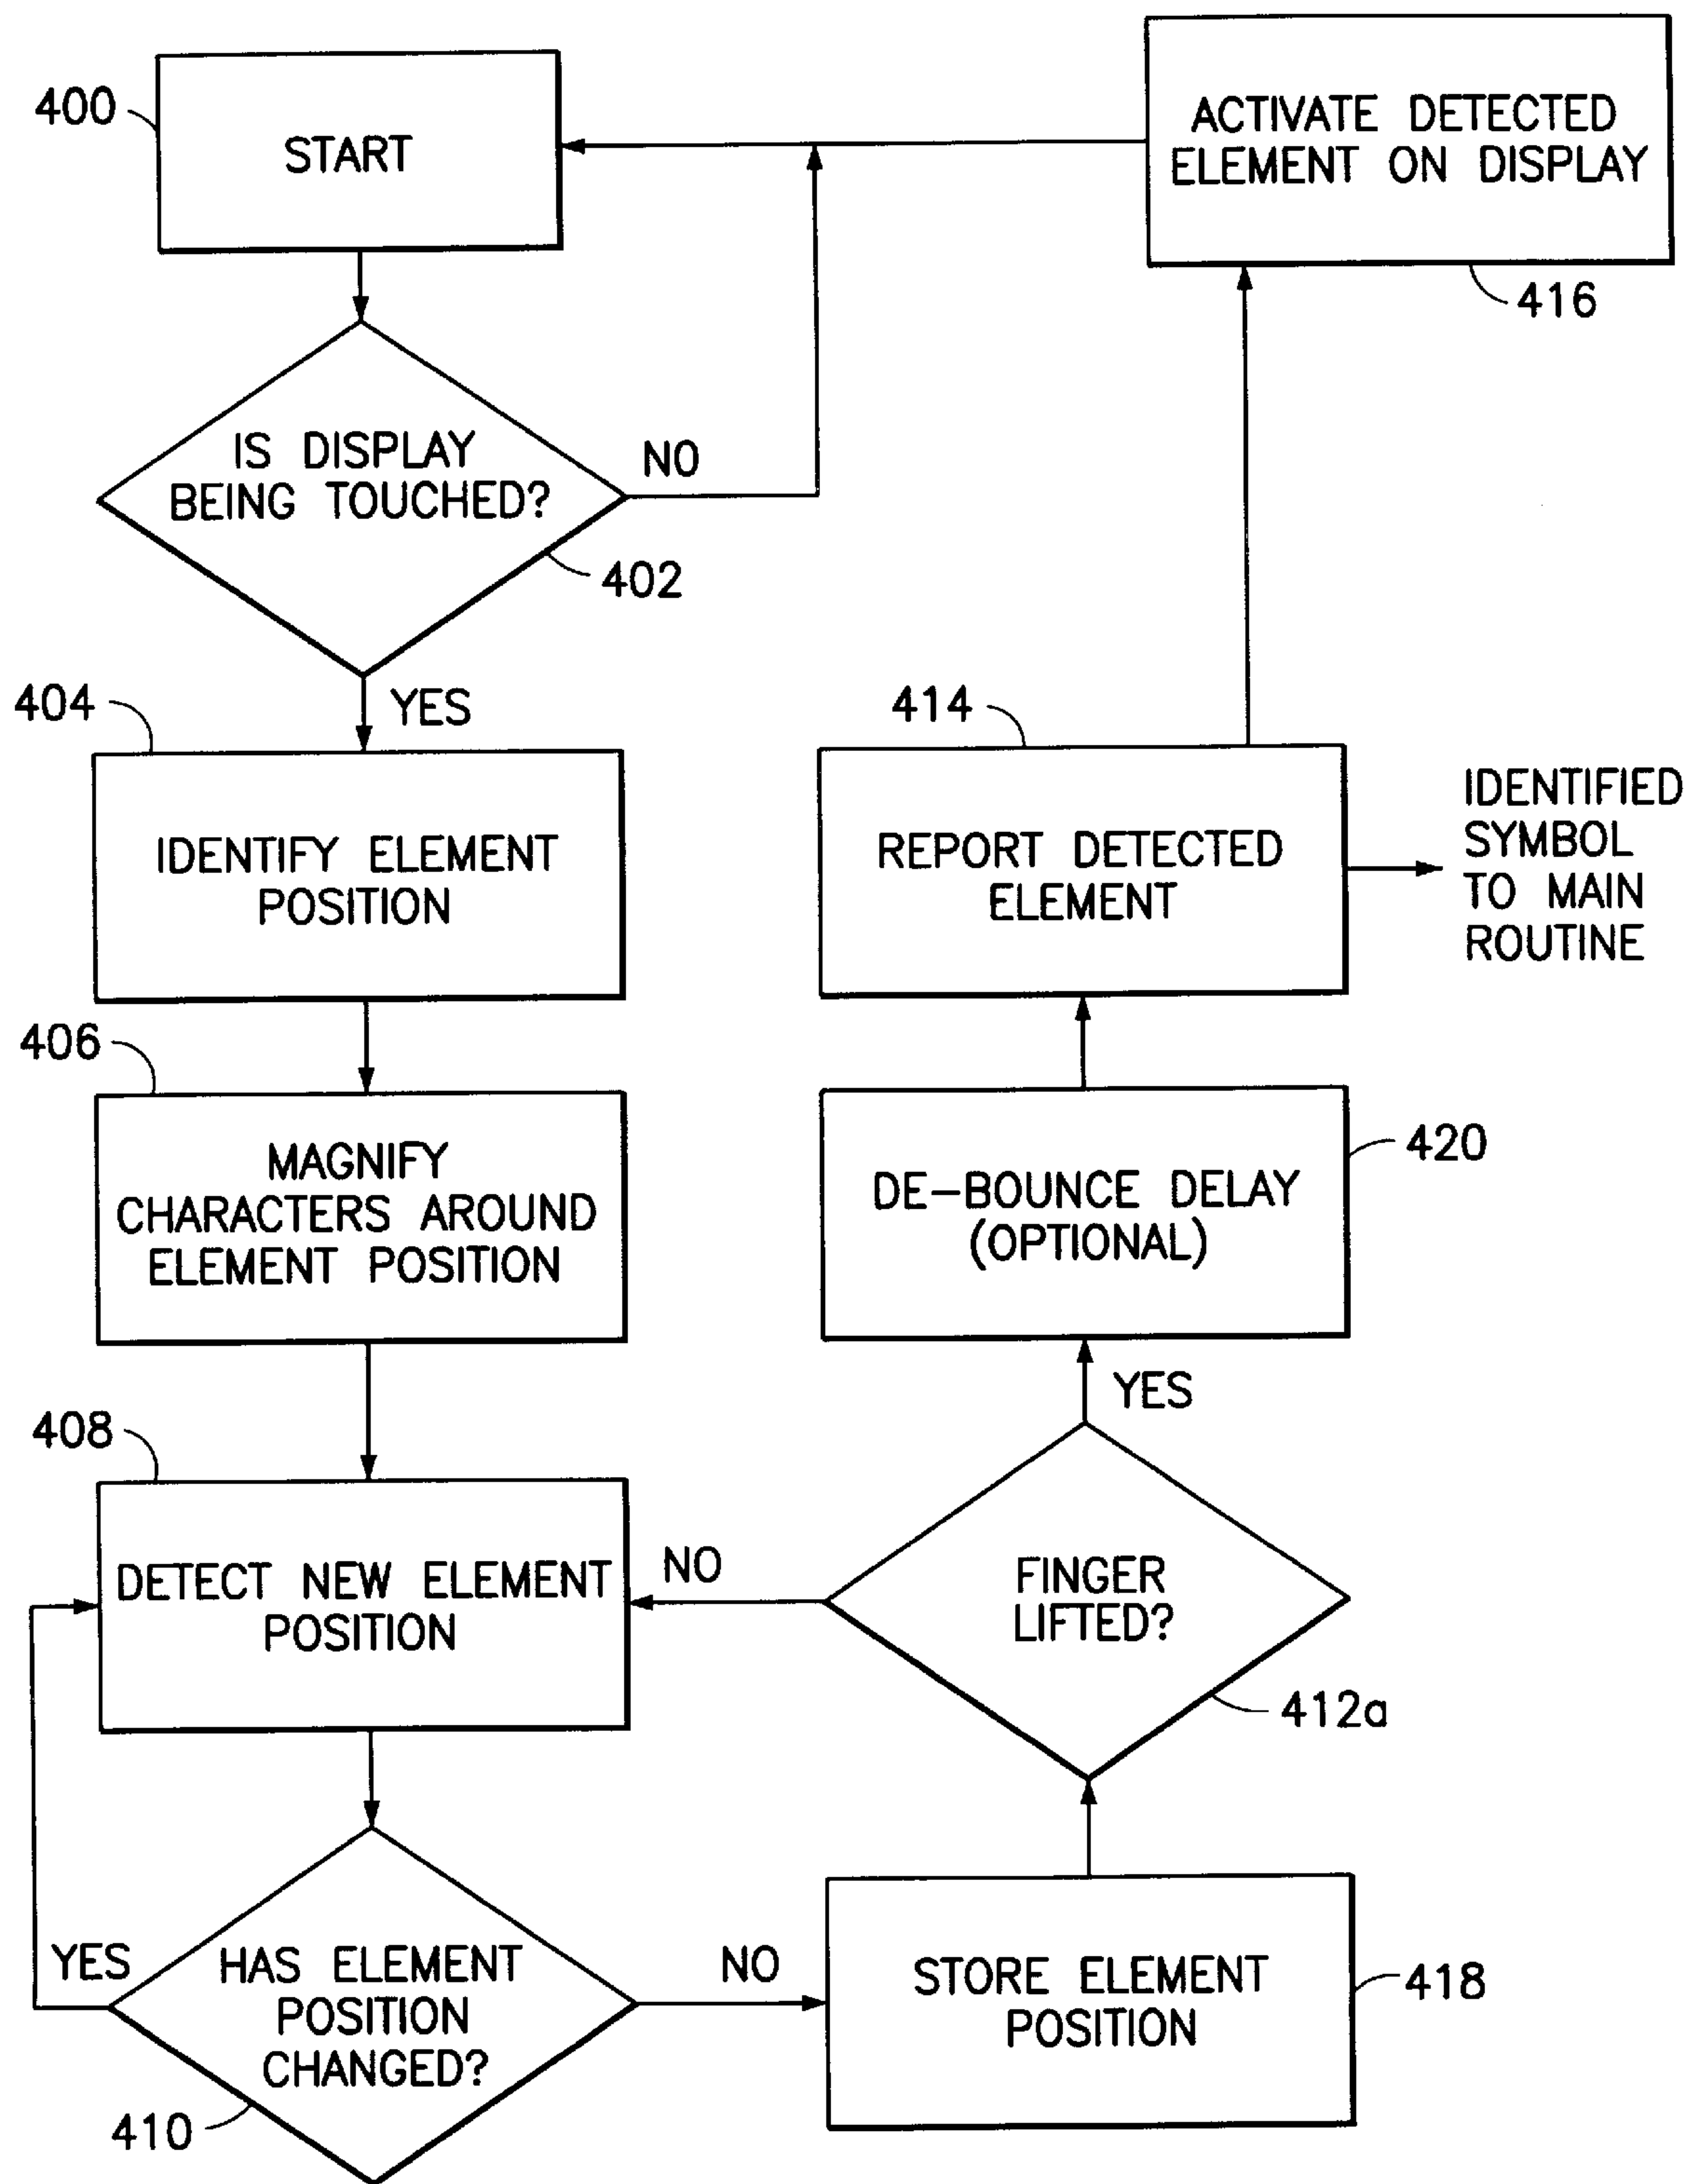 400
START
ACTIVATE DETECTED
ELEMENT ON DISPLAY
416
IS DISPLAY
BEING TOUCHED?
NO
402
YES
404
IDENTIFY ELEMENT
POSITION
414
REPORT DETECTED
ELEMENT
IDENTIFIED
SYMBOL
TO MAIN
ROUTINE
406
MAGNIFY
CHARACTERS AROUND
ELEMENT POSITION
DE-BOUNCE DELAY
(OPTIONAL)
420
YES
408
DETECT NEW ELEMENT
POSITION
NO
FINGER
LIFTED?
412a
YES
HAS ELEMENT
POSITION
CHANGED?
410
NO
STORE ELEMENT
POSITION
418